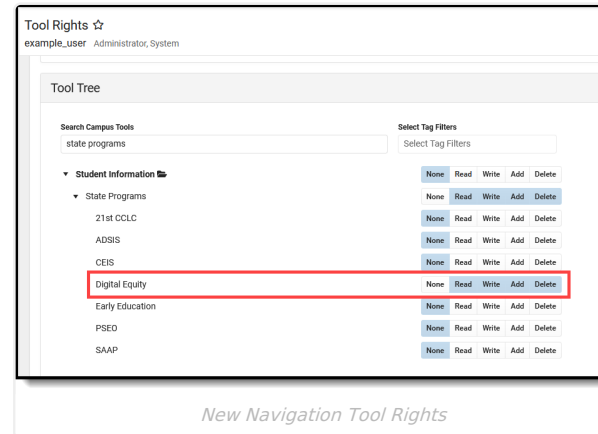 Tool Rights
example_user Administrator, System
Tool Tree
Search Campus Tools Select Tag Filters
state programs Select Tag Filters
Student Information None Read Write Add Delete
State Programs None Read Write Add Delete
21st CCLC None Read Write Add Delete
ADSIS None Read Write Add Delete
CEIS None Read Write Add Delete
Digital Equity None Read Write Add Delete
Early Education None Read Write Add Delete
PSEO None Read Write Add Delete
SAAP None Read Write Add Delete
New Navigation Tool Rights